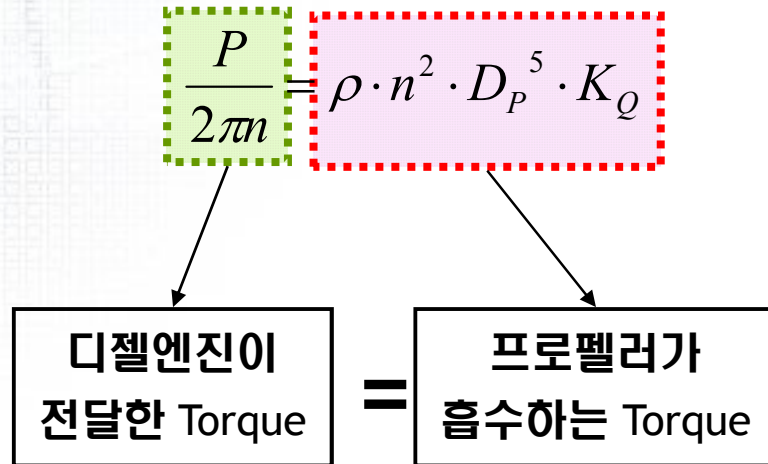 P / 2πn = ρ · n² · D_P⁵ · K_Q
디젤엔진이
전달한 Torque
=
프로펠러가
흡수하는 Torque